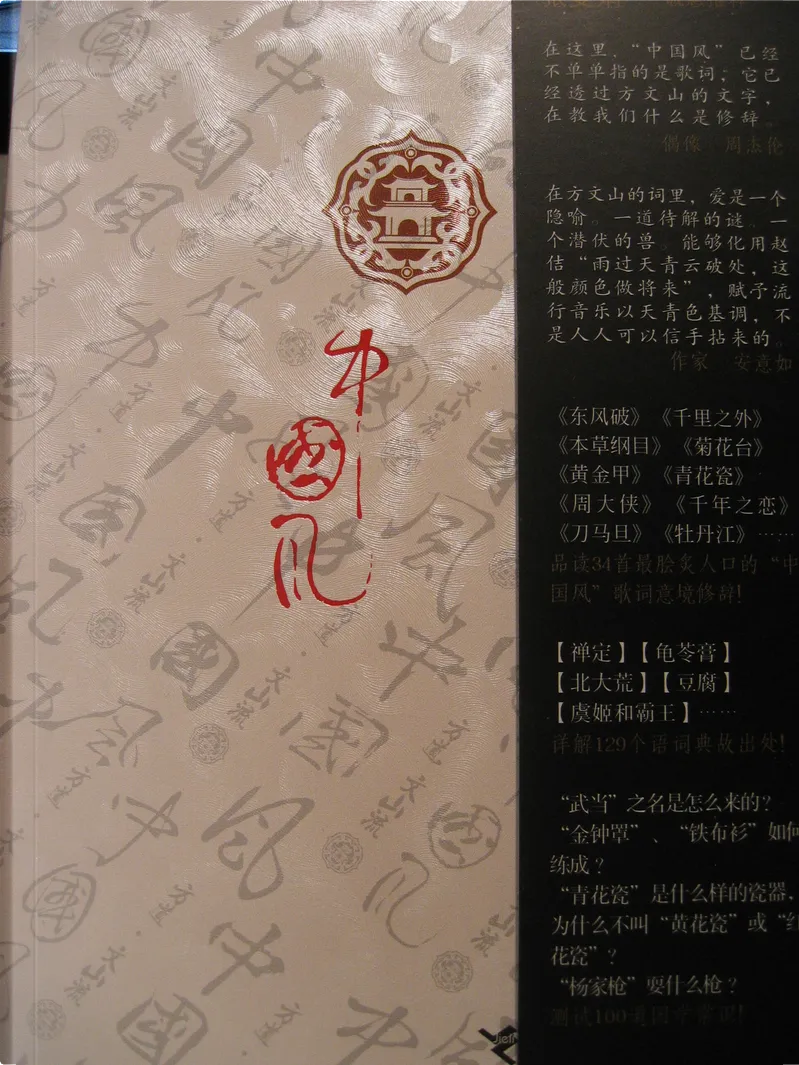 中
國
风
在这里，“中国风”已经
不单单指的是歌词，它已
经透过方文山的文字，
在教我们什么是修辞。
偶像 周杰伦
在方文山的词里，爱是一个
隐喻。一道待解的谜。一
个潜伏的兽。能够化用赵
佶“雨过天青云破处，这
般颜色做将来”，赋予流
行音乐以天青色基调，不
是人人可以信手拈来的。
作家 安意如
《东风破》《千里之外》
《本草纲目》《菊花台》
《黄金甲》《青花瓷》
《周大侠》《千年之恋》
《刀马旦》《牡丹江》……
品读34首最脍炙人口的“中
国风”歌词意境修辞！
【禅定】【龟苓膏】
【北大荒】【豆腐】
【虞姬和霸王】……
详解129个语词典故出处！
“武当”之名是怎么来的？
“金钟罩”、“铁布衫”如何
练成？
“青花瓷”是什么样的瓷器，
为什么不叫“黄花瓷”或“红
花瓷”？
“杨家枪”耍什么枪？
测试100道国学常识！